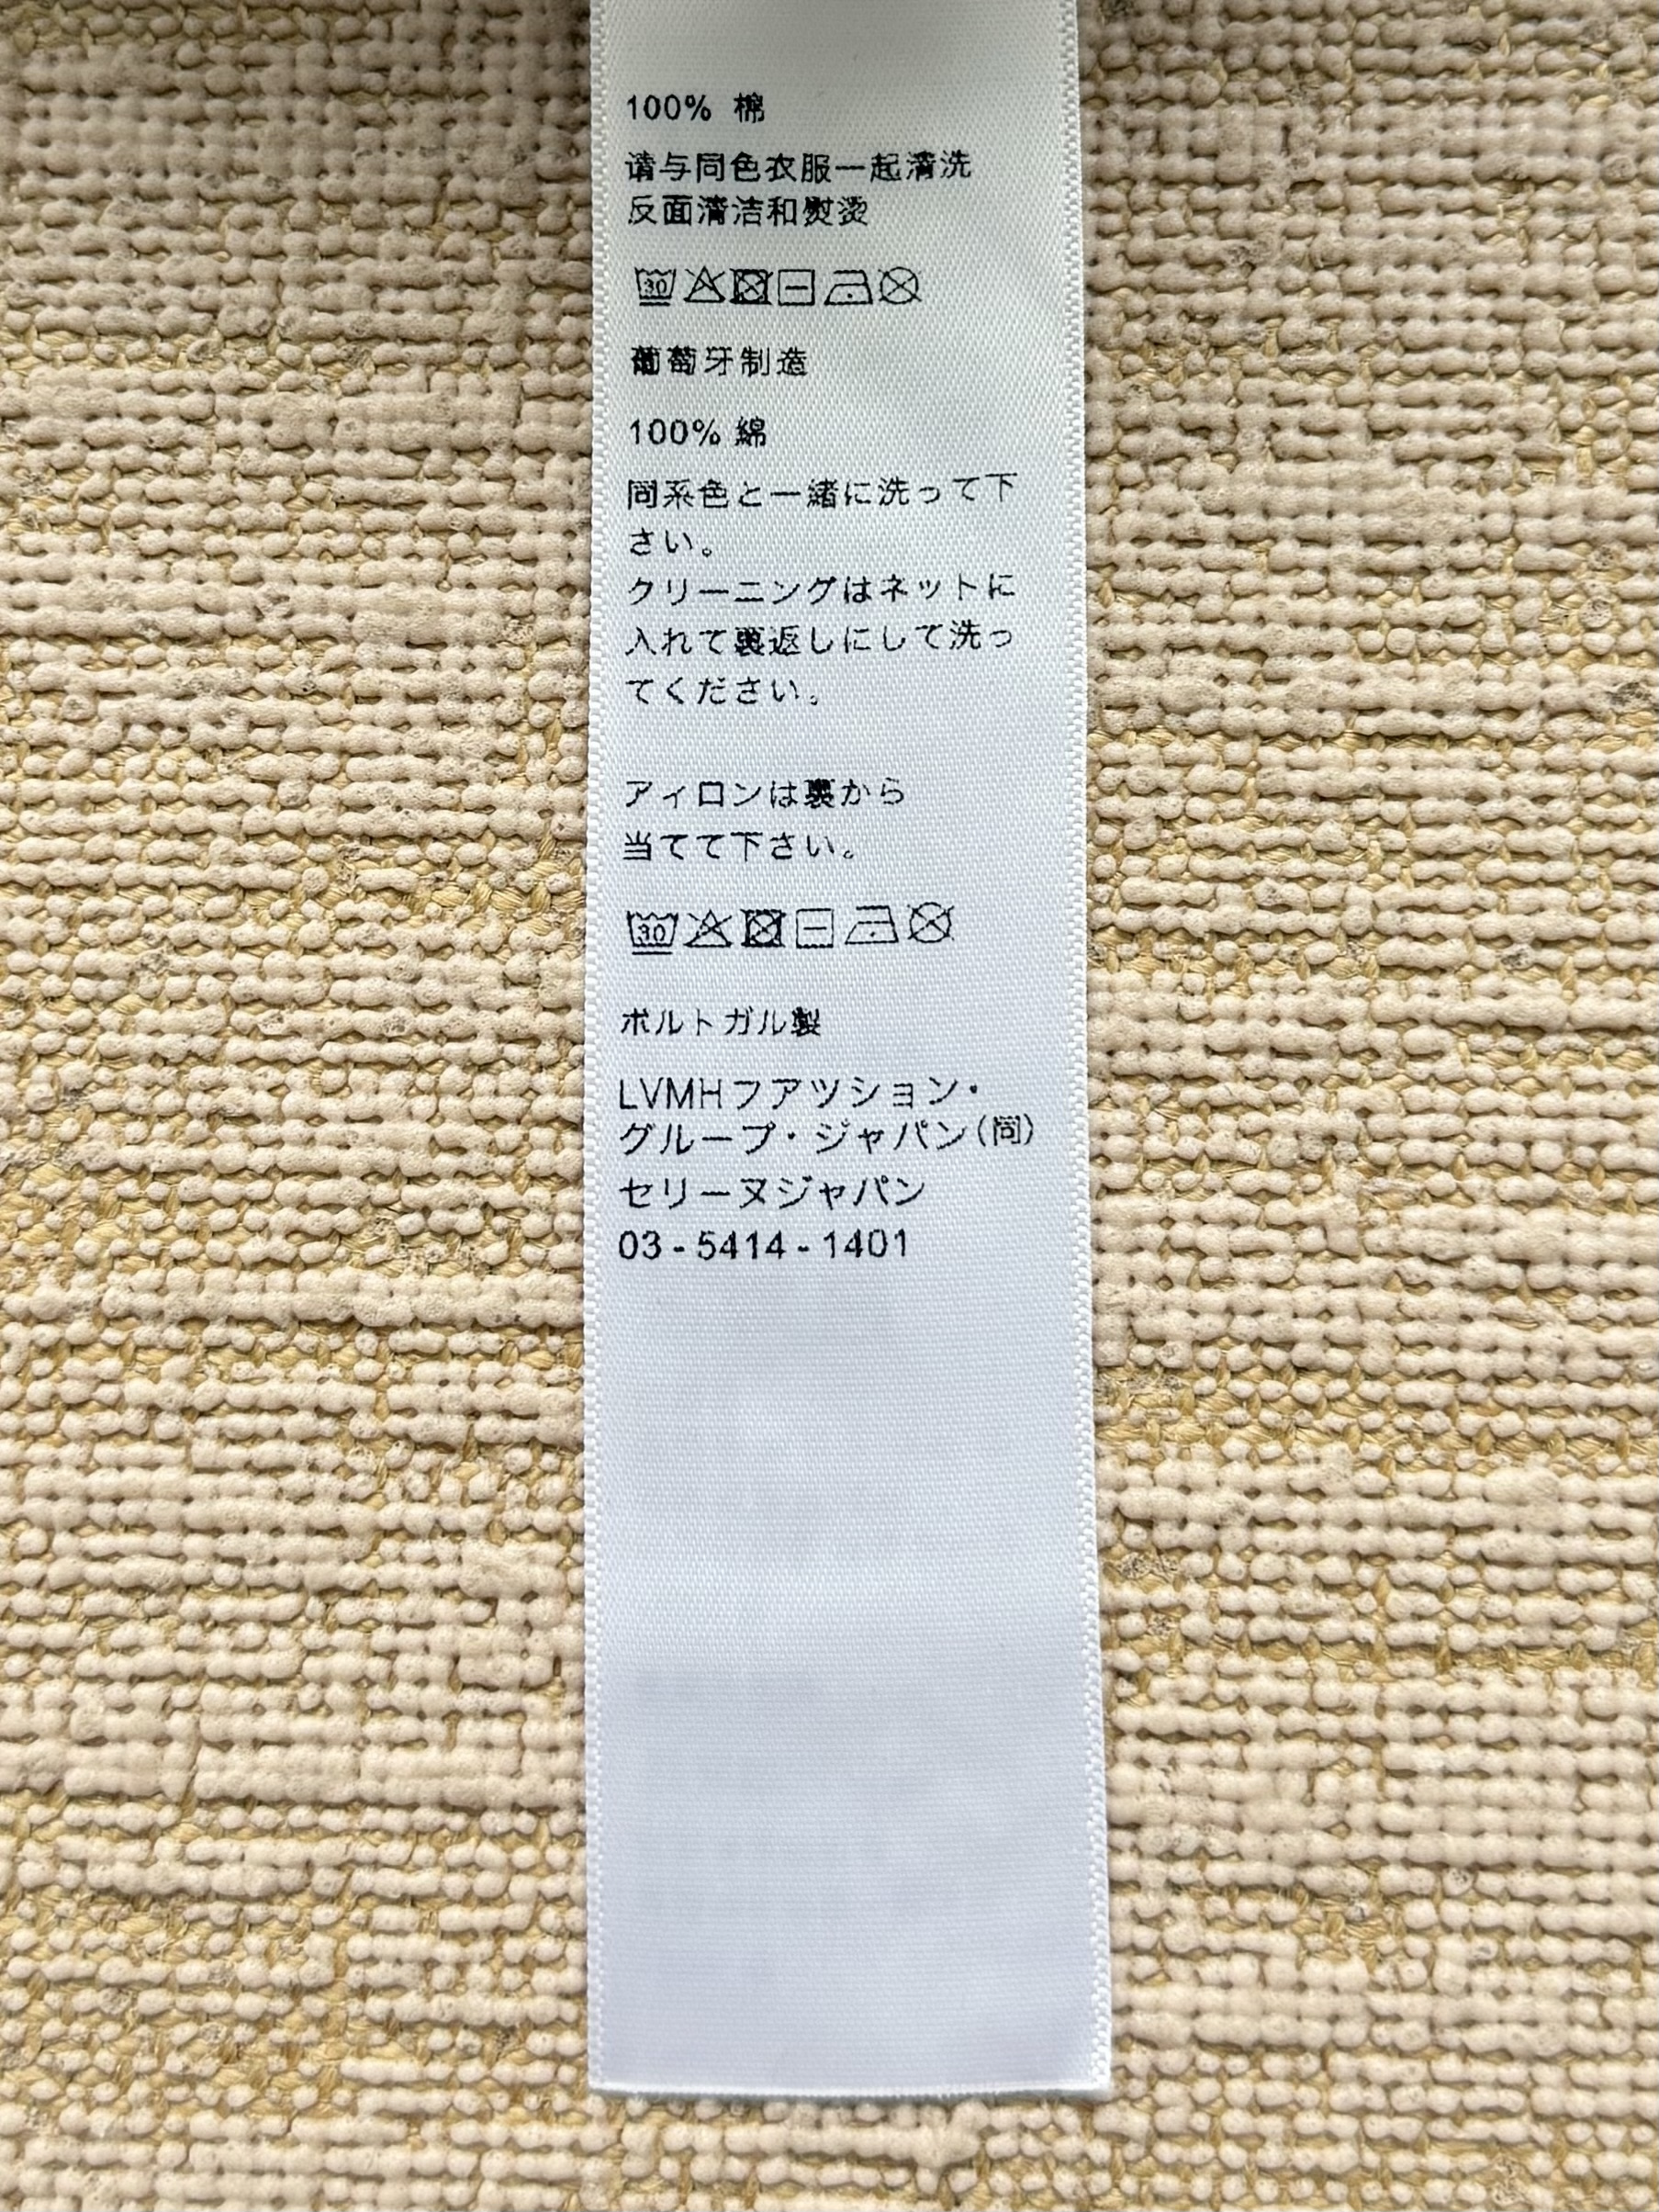 100% 棉
请与同色衣服一起清洗
反面清洁和熨烫
30
葡萄牙制造
100% 綿
同系色と一緒に洗って下
さい。
クリーニングはネットに
入れて裏返しにして洗っ
てください。
アィロンは裏から
当てて下さい。
30
ポルトガル製
LVMHフアツション・
グループ・ジャパン(同)
セリーヌジャパン
03-5414-1401